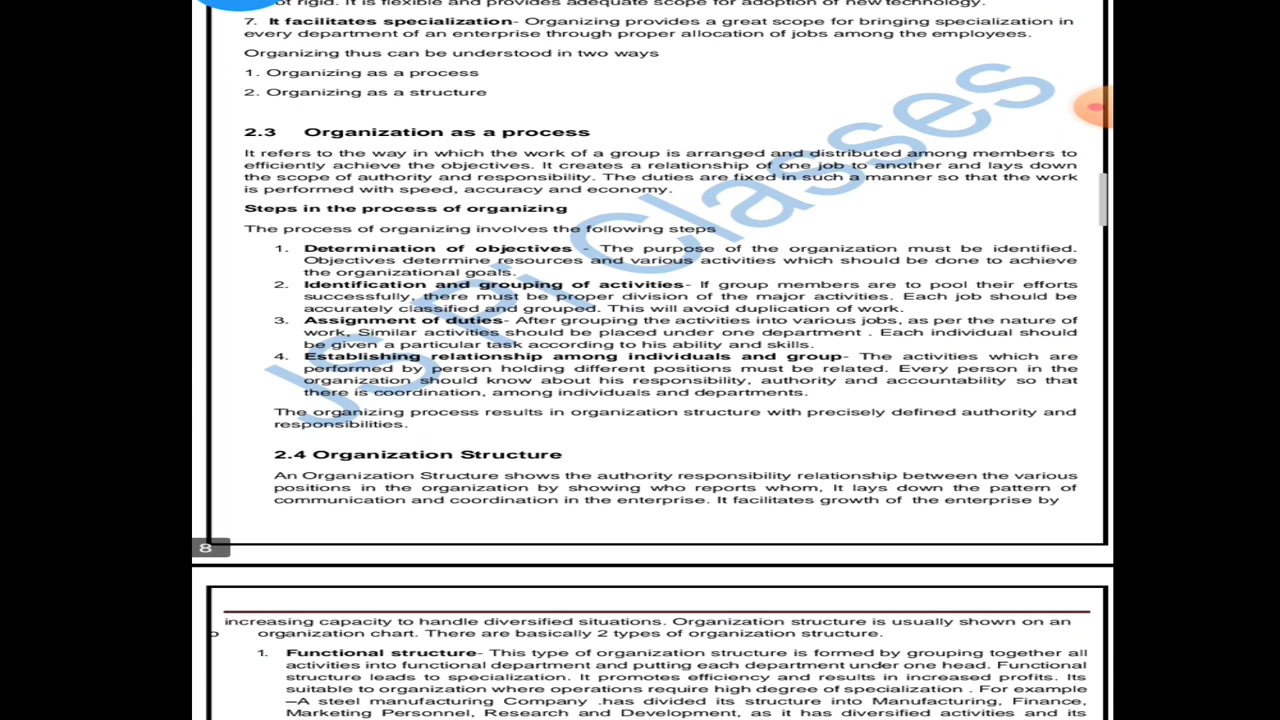 of rigid. It is flexible and provides adequate scope for adoption of new technology.
7. It facilitates specialization- Organizing provides a great scope for bringing specialization in
every department of an enterprise through proper allocation of jobs among the employees.
Organizing thus can be understood in two ways
1. Organizing as a process
2. Organizing as a structure
2.3 Organization as a process
It refers to the way in which the work of a group is arranged and distributed among members to
efficiently achieve the objectives. It creates a relationship of one job to another and lays down
the scope of authority and responsibility. The duties are fixed in such a manner so that the work
is performed with speed, accuracy and economy.
Steps in the process of organizing
The process of organizing involves the following steps
1. Determination of objectives - The purpose of the organization must be identified.
Objectives determine resources and various activities which should be done to achieve
the organizational goals.
2. Identification and grouping of activities- If group members are to pool their efforts
successfully, there must be proper division of the major activities. Each job should be
accurately classified and grouped. This will avoid duplication of work.
3. Assignment of duties- After grouping the activities into various jobs, as per the nature of
work, Similar activities should be placed under one department . Each individual should
be given a particular task according to his ability and skills.
4. Establishing relationship among individuals and group- The activities which are
performed by person holding different positions must be related. Every person in the
organization should know about his responsibility, authority and accountability so that
there is coordination, among individuals and departments.
The organizing process results in organization structure with precisely defined authority and
responsibilities.
2.4 Organization Structure
An Organization Structure shows the authority responsibility relationship between the various
positions in the organization by showing who reports whom, It lays down the pattern of
communication and coordination in the enterprise. It facilitates growth of the enterprise by
8
increasing capacity to handle diversified situations. Organization structure is usually shown on an
organization chart. There are basically 2 types of organization structure.
1. Functional structure- This type of organization structure is formed by grouping together all
activities into functional department and putting each department under one head. Functional
structure leads to specialization. It promotes efficiency and results in increased profits. Its
suitable to organization where operations require high degree of specialization . For example
–A steel manufacturing Company .has divided its structure into Manufacturing, Finance,
Marketing Personnel, Research and Development, as it has diversified activities and its
JS Pri Classes